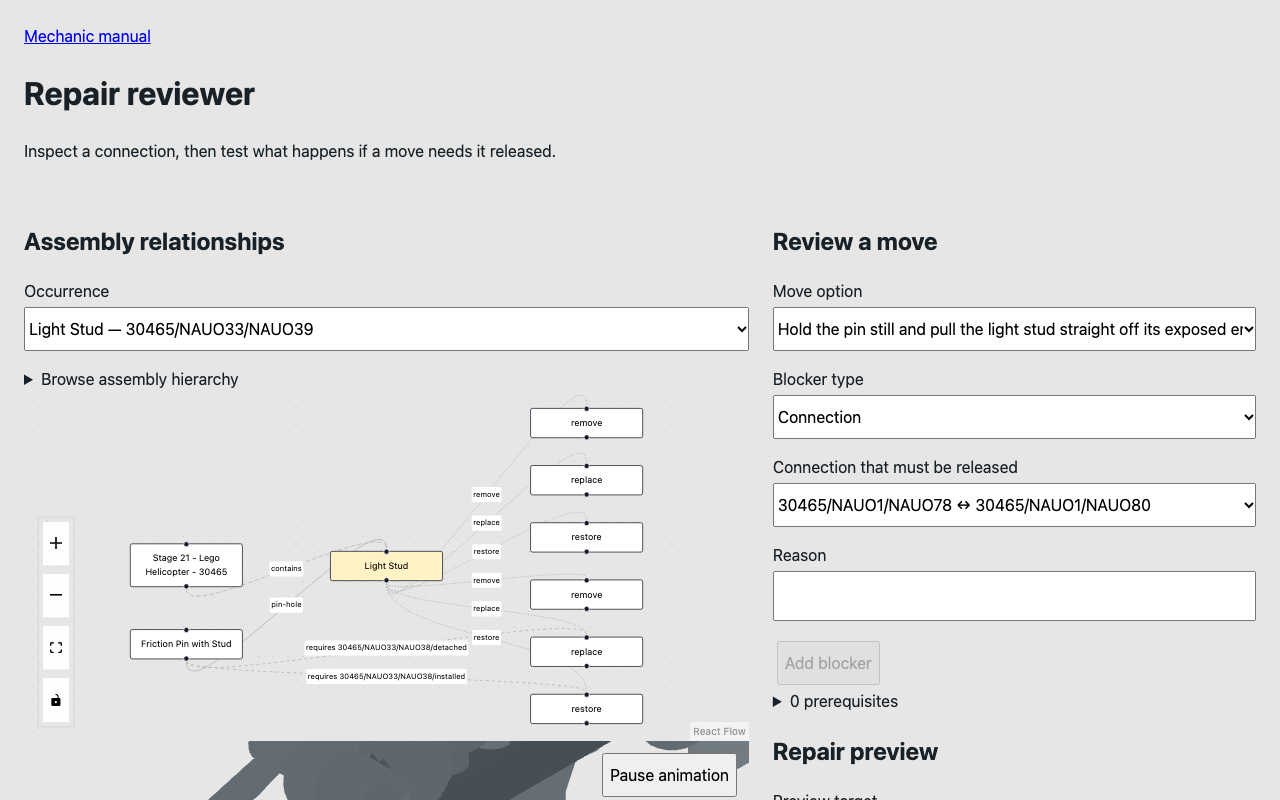 Mechanic manual
Repair reviewer
Inspect a connection, then test what happens if a move needs it released.
Assembly relationships
Occurrence
Light Stud — 30465/NAUO33/NAUO39
Browse assembly hierarchy
remove
replace
restore
remove
replace
restore
Stage 21 - Lego
Helicopter - 30465
Friction Pin with Stud
Light Stud
contains
pin-hole
remove
replace
restore
remove
replace
restore
requires 30465/NAUO33/NAUO38/detached
requires 30465/NAUO33/NAUO38/installed
React Flow
Pause animation
Review a move
Move option
Hold the pin still and pull the light stud straight off its exposed
Blocker type
Connection
Connection that must be released
30465/NAUO1/NAUO78 ↔ 30465/NAUO1/NAUO80
Reason
Add blocker
0 prerequisites
Repair preview
Preview target